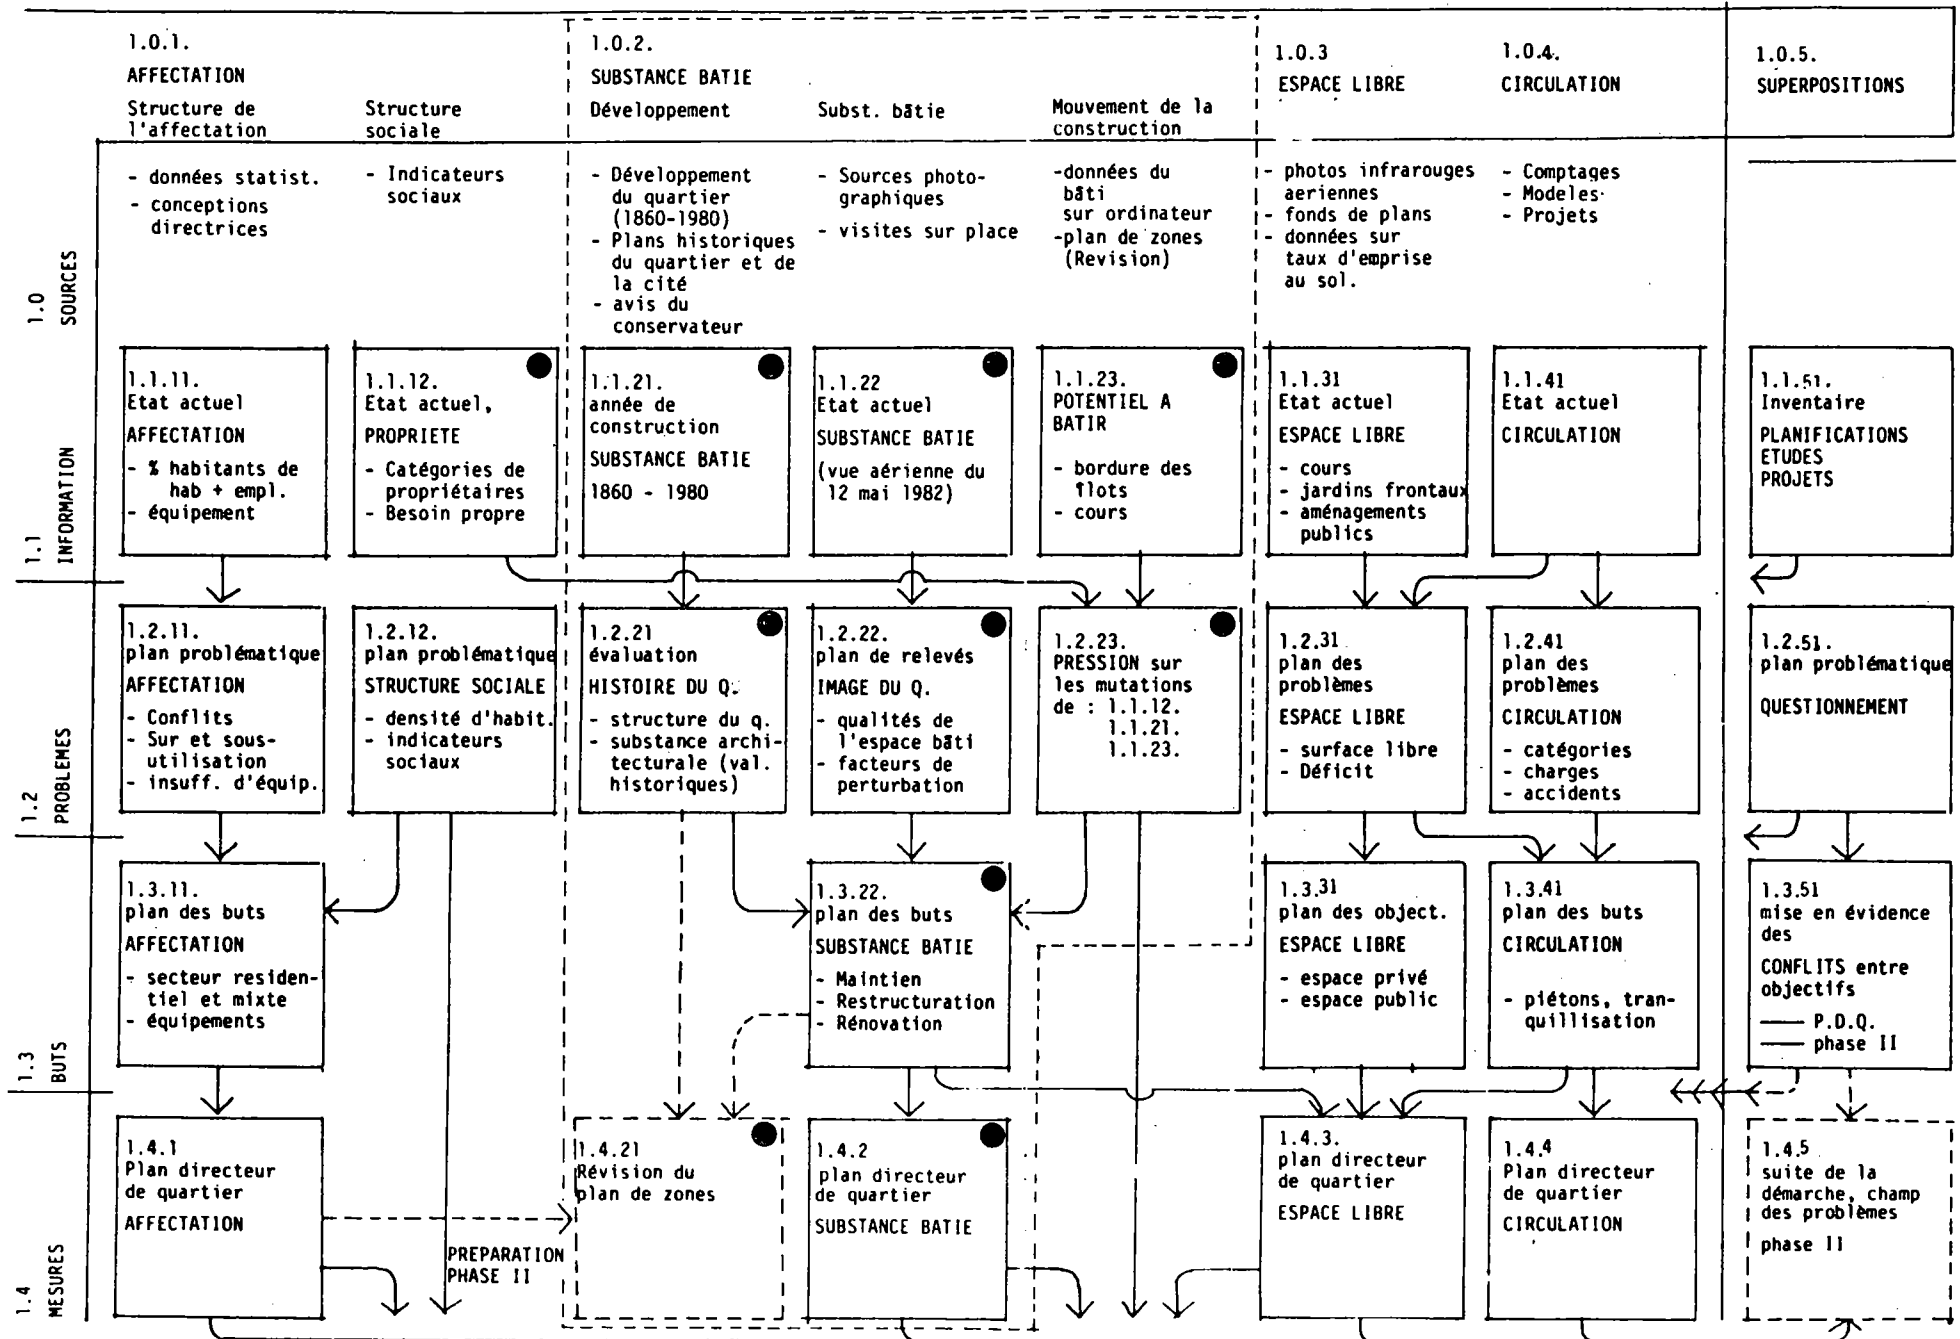 1.0.1.
AFFECTATION
Structure de
l'affectation
Structure
sociale
1.0.2.
SUBSTANCE BATIE
Développement
Subst. bâtie
Mouvement de la
construction
1.0.3
ESPACE LIBRE
1.0.4.
CIRCULATION
1.0.5.
SUPERPOSITIONS
1.0
SOURCES
- données statist.
- conceptions
directrices
- Indicateurs
sociaux
- Développement
du quartier
(1860-1980)
- Plans historiques
du quartier et de
la cité
- avis du
conservateur
- Sources photo-
graphiques
- visites sur place
-données du
bâti
sur ordinateur
-plan de zones
(Revision)
- photos infrarouges
aeriennes
- fonds de plans
- données sur
taux d'emprise
au sol.
- Comptages
- Modeles
- Projets
1.1
INFORMATION
1.1.11.
Etat actuel
AFFECTATION
- % habitants de
hab + empl.
- équipement
1.1.12.
Etat actuel,
PROPRIETE
- Catégories de
propriétaires
- Besoin propre
1.1.21.
année de
construction
SUBSTANCE BATIE
1860 - 1980
1.1.22
Etat actuel
SUBSTANCE BATIE
(vue aérienne du
12 mai 1982)
1.1.23.
POTENTIEL A
BATIR
- bordure des
îlots
- cours
1.1.31
Etat actuel
ESPACE LIBRE
- cours
- jardins frontaux
- aménagements
publics
1.1.41
Etat actuel
CIRCULATION
1.1.51.
Inventaire
PLANIFICATIONS
ETUDES
PROJETS
1.2
PROBLEMES
1.2.11.
plan problématique
AFFECTATION
- Conflits
- Sur et sous-
utilisation
- insuff. d'équip.
1.2.12.
plan problématique
STRUCTURE SOCIALE
- densité d'habit.
- indicateurs
sociaux
1.2.21
évaluation
HISTOIRE DU Q.
- structure du q.
- substance archi-
tecturale (val.
historiques)
1.2.22.
plan de relevés
IMAGE DU Q.
- qualités de
l'espace bâti
- facteurs de
perturbation
1.2.23.
PRESSION sur
les mutations
de : 1.1.12.
1.1.21.
1.1.23.
1.2.31
plan des
problèmes
ESPACE LIBRE
- surface libre
- Déficit
1.2.41
plan des
problèmes
CIRCULATION
- catégories
- charges
- accidents
1.2.51.
plan problématique
QUESTIONNEMENT
1.3
BUTS
1.3.11.
plan des buts
AFFECTATION
- secteur residen-
tiel et mixte
- équipements
1.3.22.
plan des buts
SUBSTANCE BATIE
- Maintien
- Restructuration
- Rénovation
1.3.31
plan des object.
ESPACE LIBRE
- espace privé
- espace public
1.3.41
plan des buts
CIRCULATION
- piétons, tran-
quillisation
1.3.51
mise en évidence
des
CONFLITS entre
objectifs
P.D.Q.
phase II
1.4
MESURES
1.4.1
Plan directeur
de quartier
AFFECTATION
PREPARATION
PHASE II
1.4.21
Révision du
plan de zones
1.4.2
plan directeur
de quartier
SUBSTANCE BATIE
1.4.3.
plan directeur
de quartier
ESPACE LIBRE
1.4.4
Plan directeur
de quartier
CIRCULATION
1.4.5
suite de la
démarche, champ
des problèmes
phase II